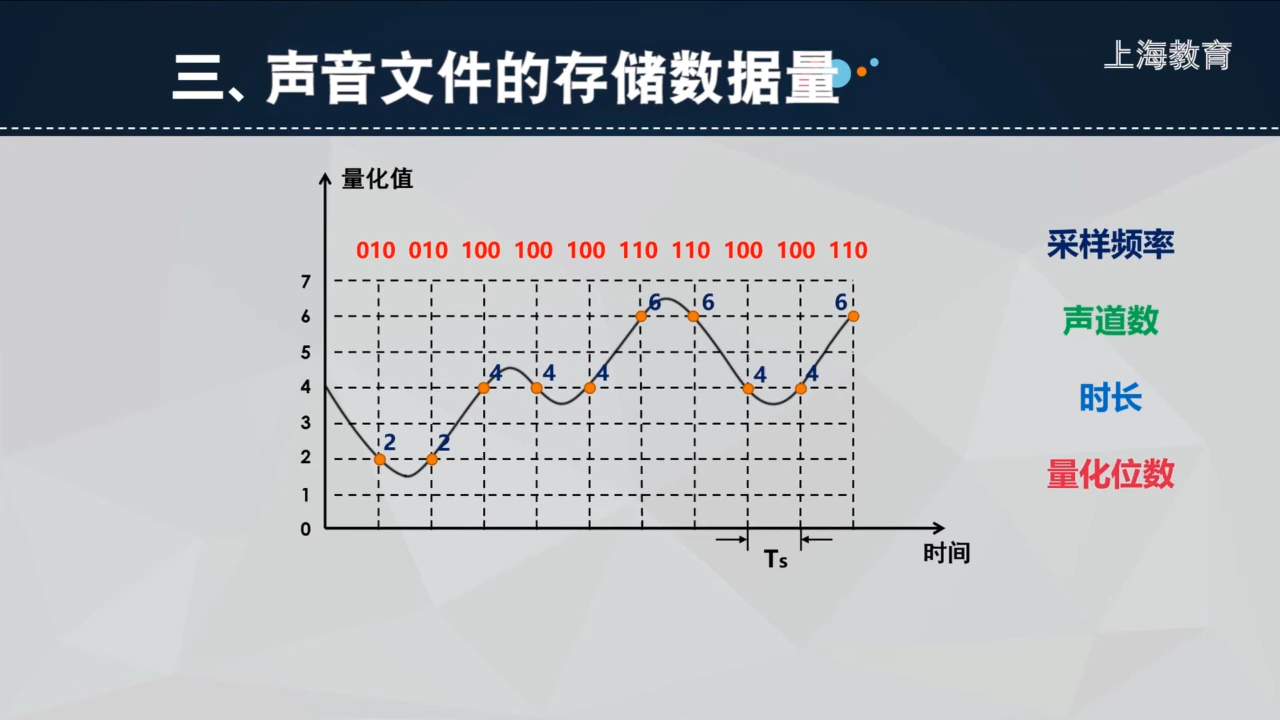 三、声音文件的存储数据量
上海教育
量化值
010 010 100 100 100 110 110 100 100 110
采样频率
声道数
时长
量化位数
7
6
5
4
3
2
1
0
2 2 4 4 4 6 6 4 4 6
Ts
时间